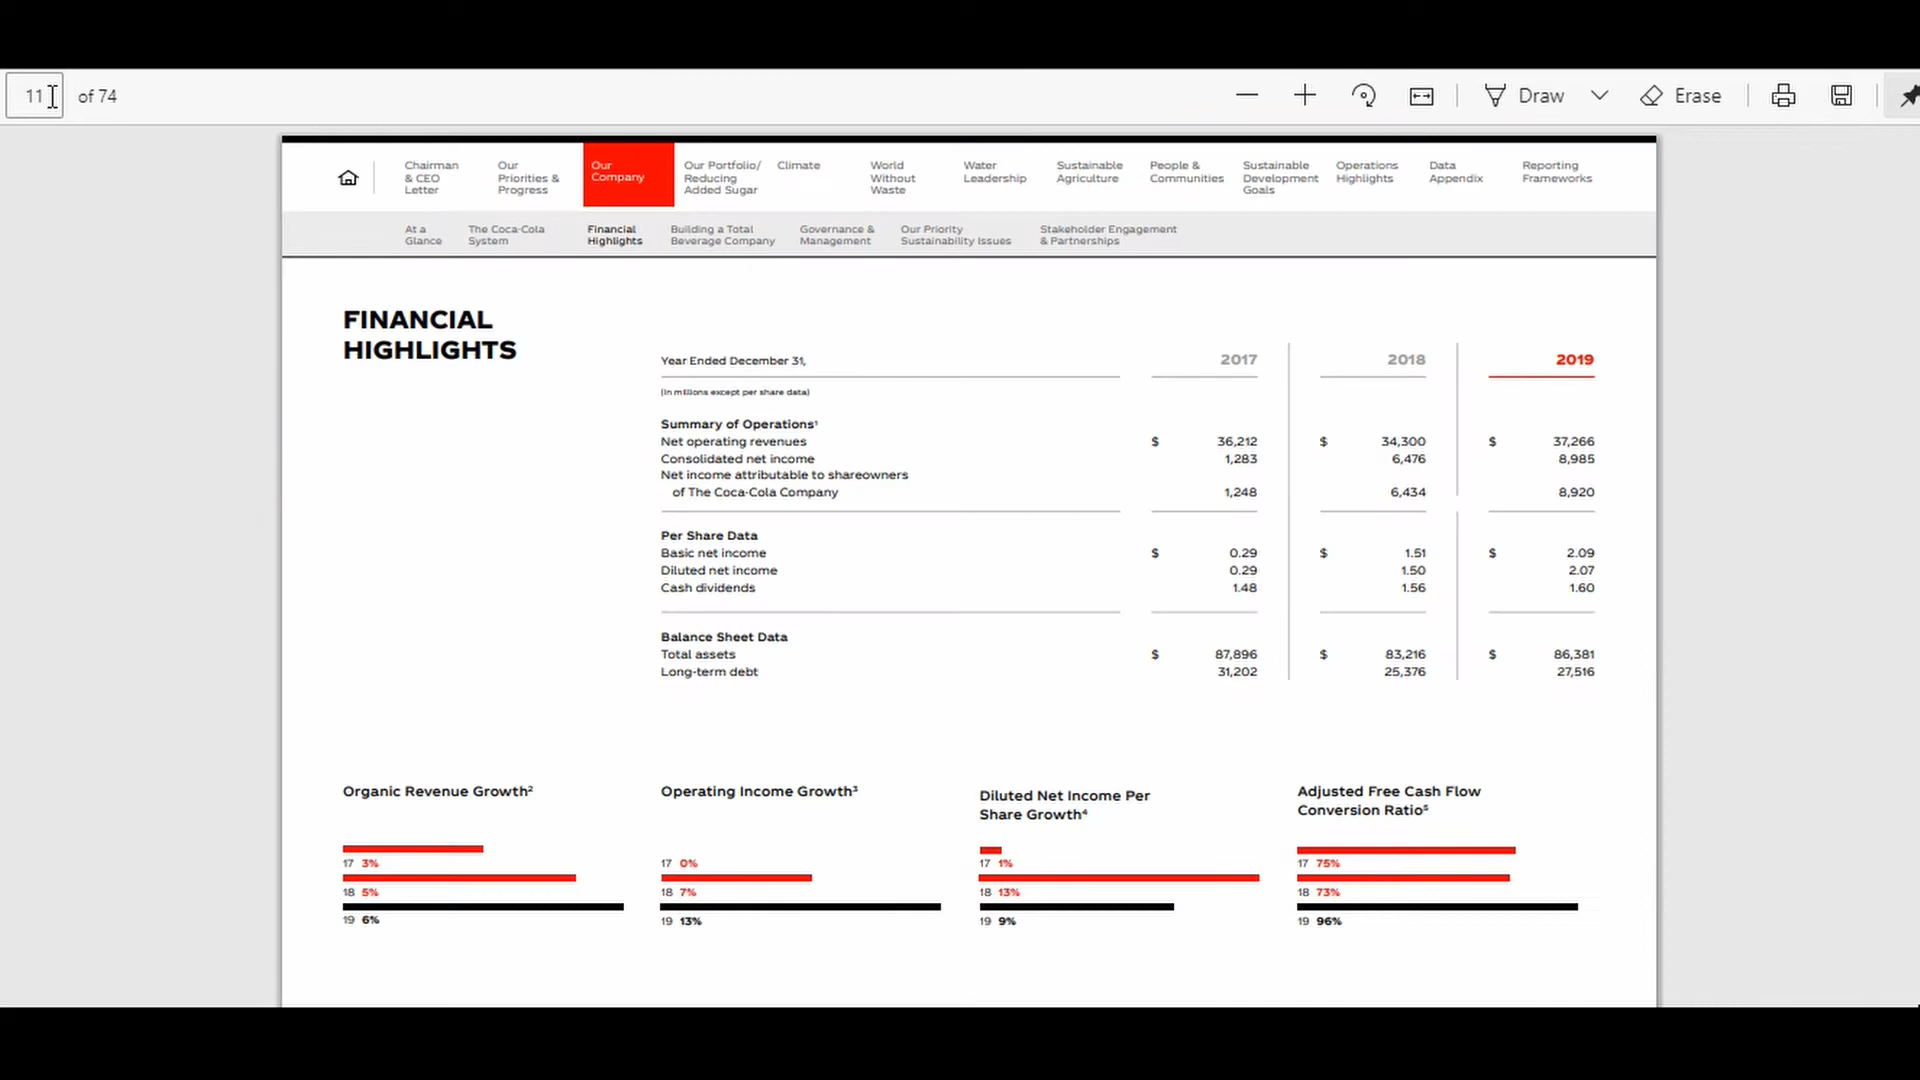 11 of 74
Draw
Erase
Chairman
& CEO
Letter
Our
Priorities &
Progress
Our
Company
Our Portfolio/
Reducing
Added Sugar
Climate
World
Without
Waste
Water
Leadership
Sustainable
Agriculture
People &
Communities
Sustainable
Development
Goals
Operations
Highlights
Data
Appendix
Reporting
Frameworks
At a
Glance
The Coca-Cola
System
Financial
Highlights
Building a Total
Beverage Company
Governance &
Management
Our Priority
Sustainability Issues
Stakeholder Engagement
& Partnerships
FINANCIAL
HIGHLIGHTS
Year Ended December 31, 2017 2018 2019
(In millions except per share data)
Summary of Operations¹
Net operating revenues $ 36,212 $ 34,300 $ 37,266
Consolidated net income 1,283 6,476 8,985
Net income attributable to shareowners
of The Coca-Cola Company 1,248 6,434 8,920
Per Share Data
Basic net income $ 0.29 $ 1.51 $ 2.09
Diluted net income 0.29 1.50 2.07
Cash dividends 1.48 1.56 1.60
Balance Sheet Data
Total assets $ 87,896 $ 83,216 $ 86,381
Long-term debt 31,202 25,376 27,516
Organic Revenue Growth²
17 3%
18 5%
19 6%
Operating Income Growth³
17 0%
18 7%
19 13%
Diluted Net Income Per
Share Growth⁴
17 1%
18 13%
19 9%
Adjusted Free Cash Flow
Conversion Ratio⁵
17 75%
18 73%
19 96%